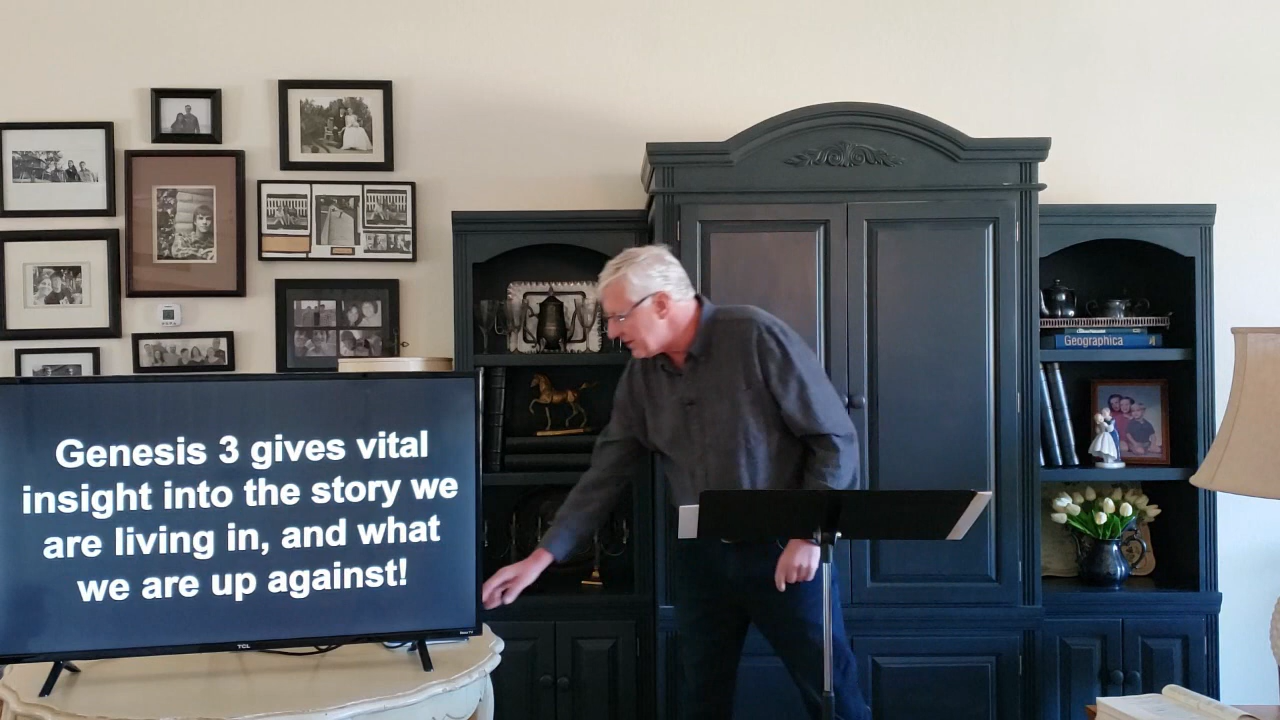 Genesis 3 gives vital
insight into the story we
are living in, and what
we are up against!
TCL
Geographica